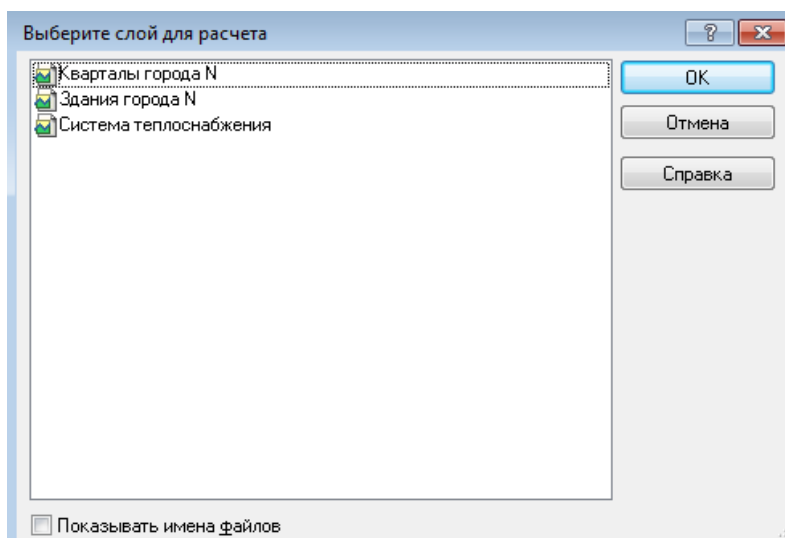 Выберите слой для расчета
Кварталы города N
Здания города N
Система теплоснабжения
OK
Отмена
Справка
Показывать имена файлов